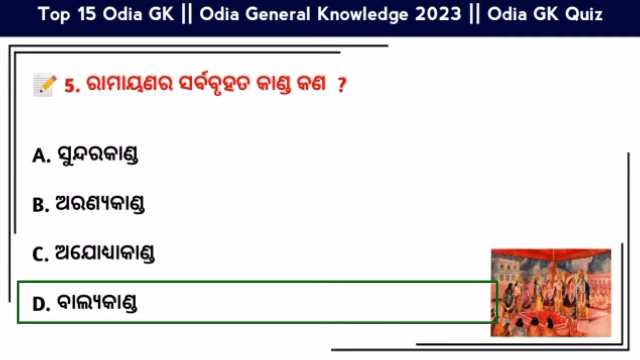 Top 15 Odia GK || Odia General Knowledge 2023 || Odia GK Quiz
5. ରାମାୟଣର ସର୍ବବୃହତ କାଣ୍ଡ କଣ ?
A. ସୁନ୍ଦରକାଣ୍ଡ
B. ଅରଣ୍ୟକାଣ୍ଡ
C. ଅଯୋଧ୍ୟାକାଣ୍ଡ
D. ବାଲ୍ୟକାଣ୍ଡ